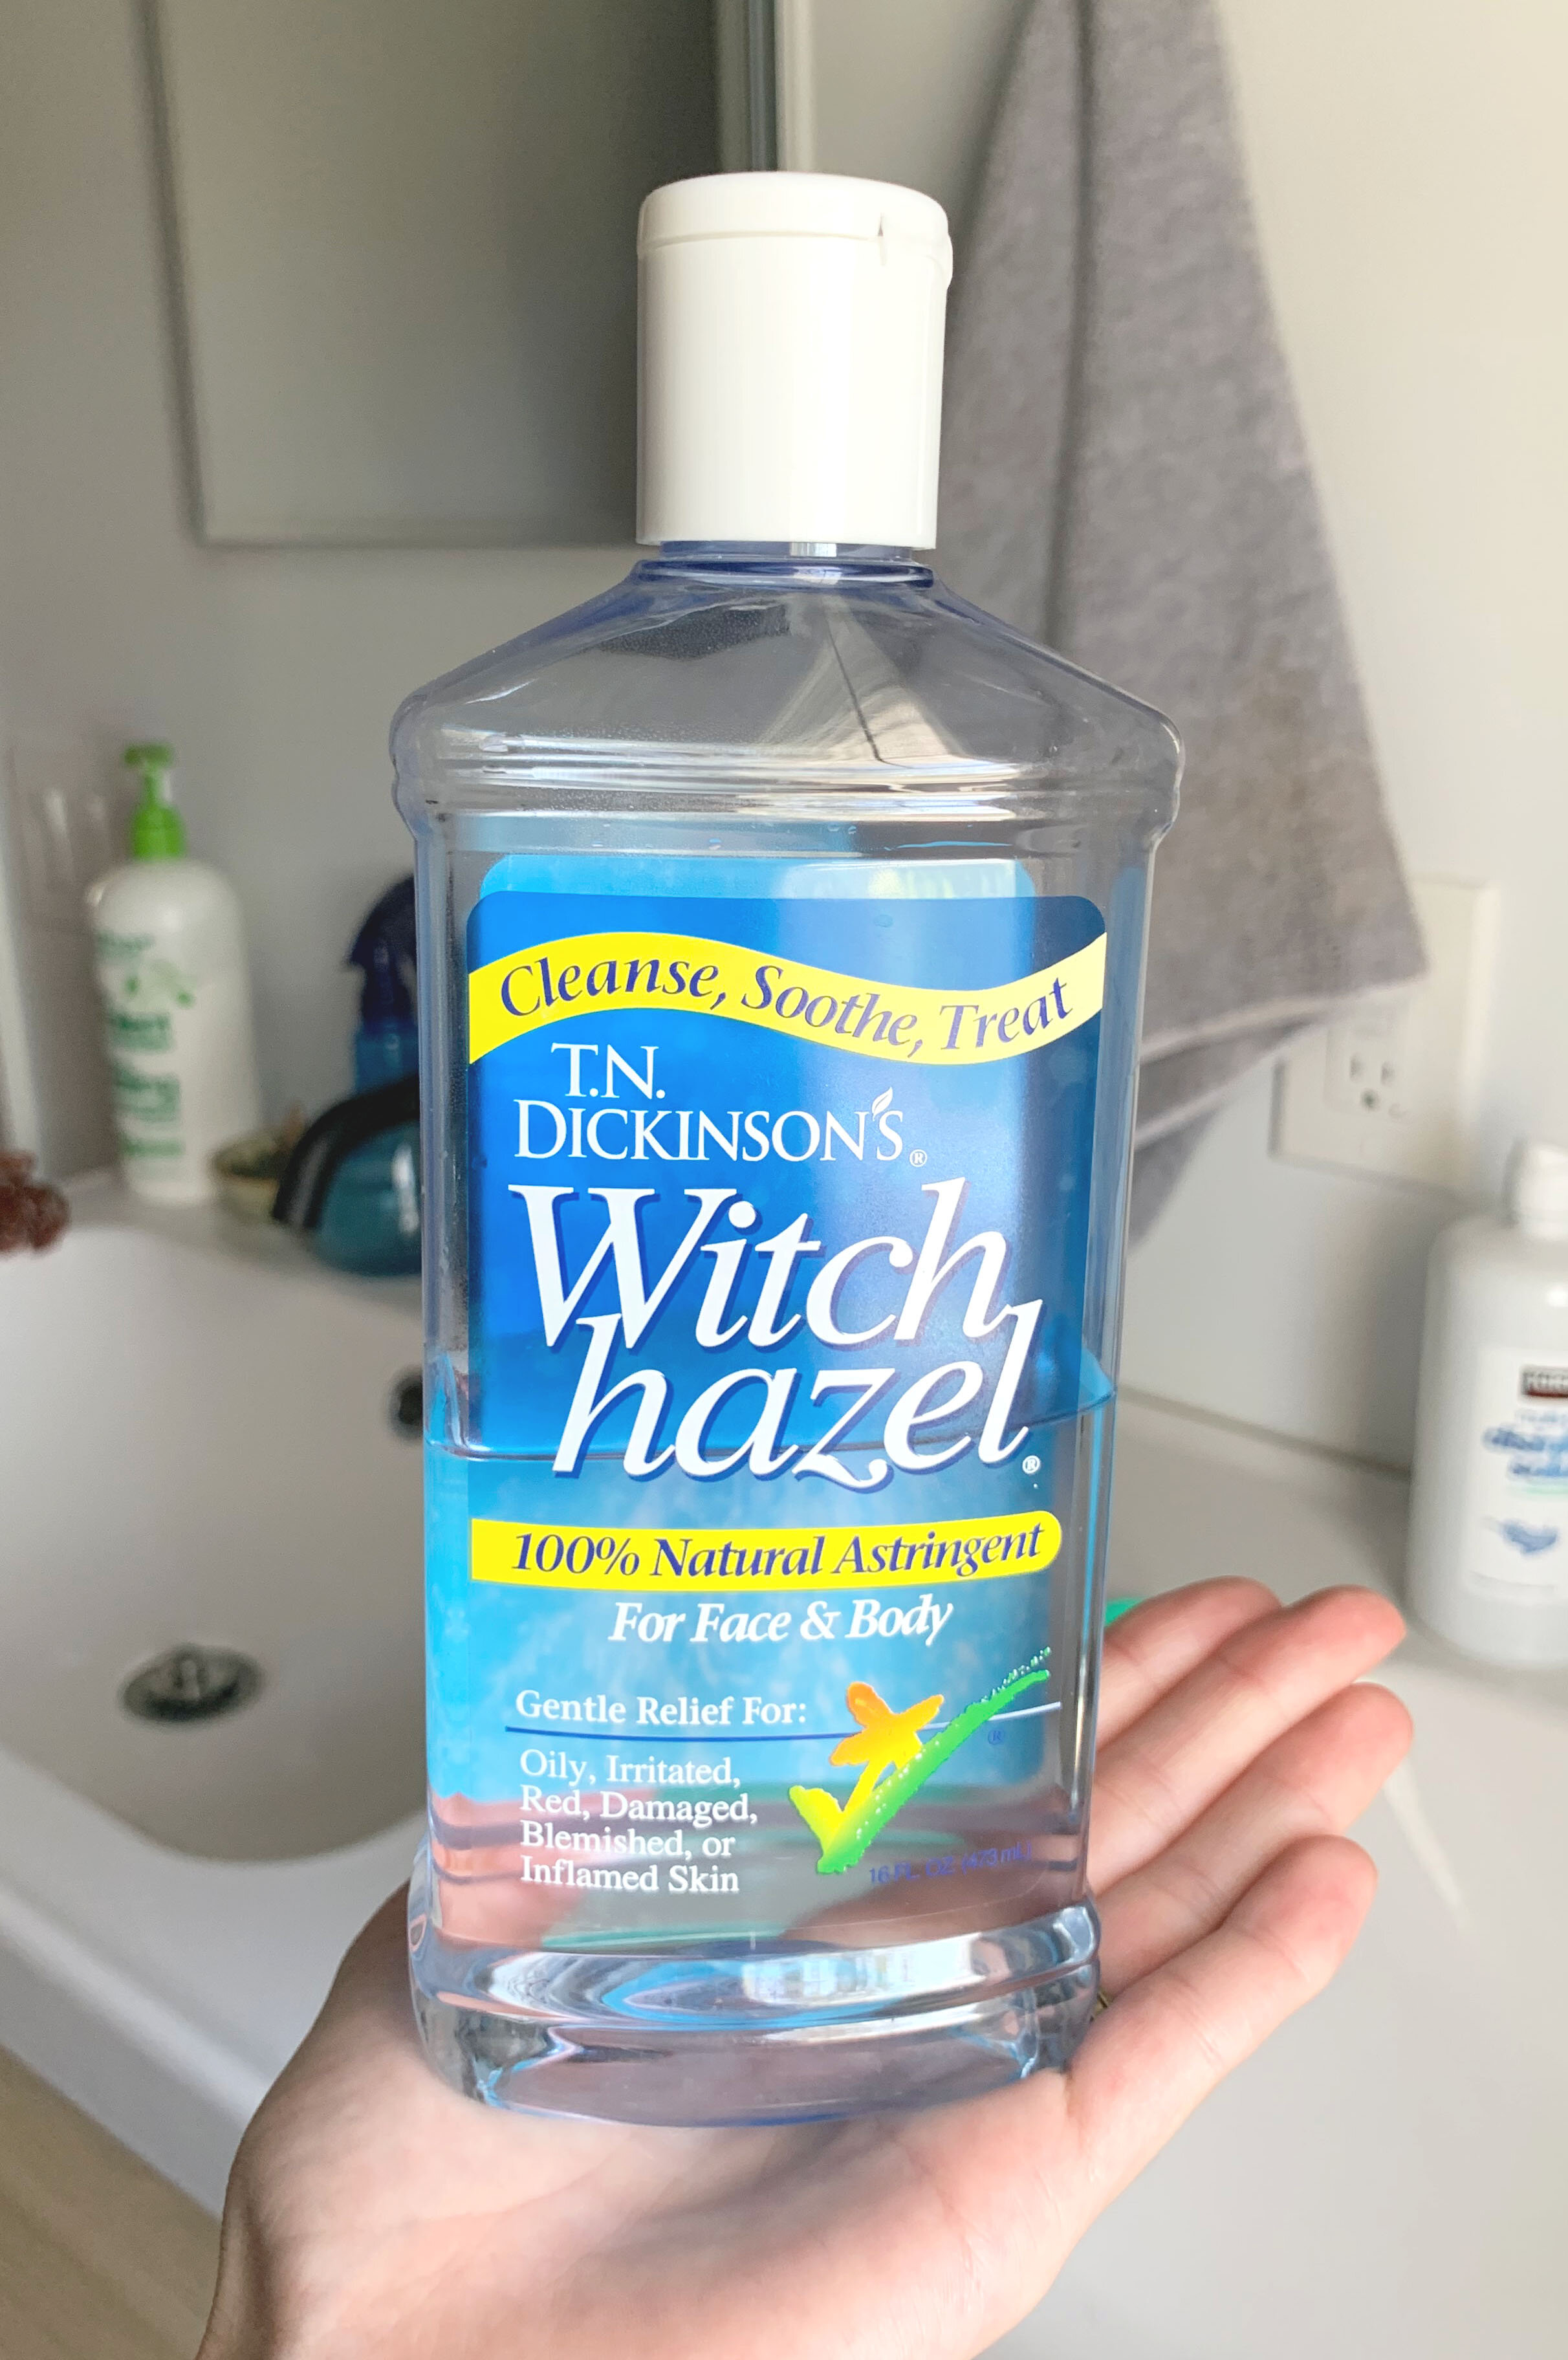 Cleanse, Soothe, Treat
T.N.
DICKINSON'S®
Witch
hazel®
100% Natural Astringent
For Face & Body
Gentle Relief For:
Oily, Irritated,
Red, Damaged,
Blemished, or
Inflamed Skin
®
16 FL OZ (473 mL)